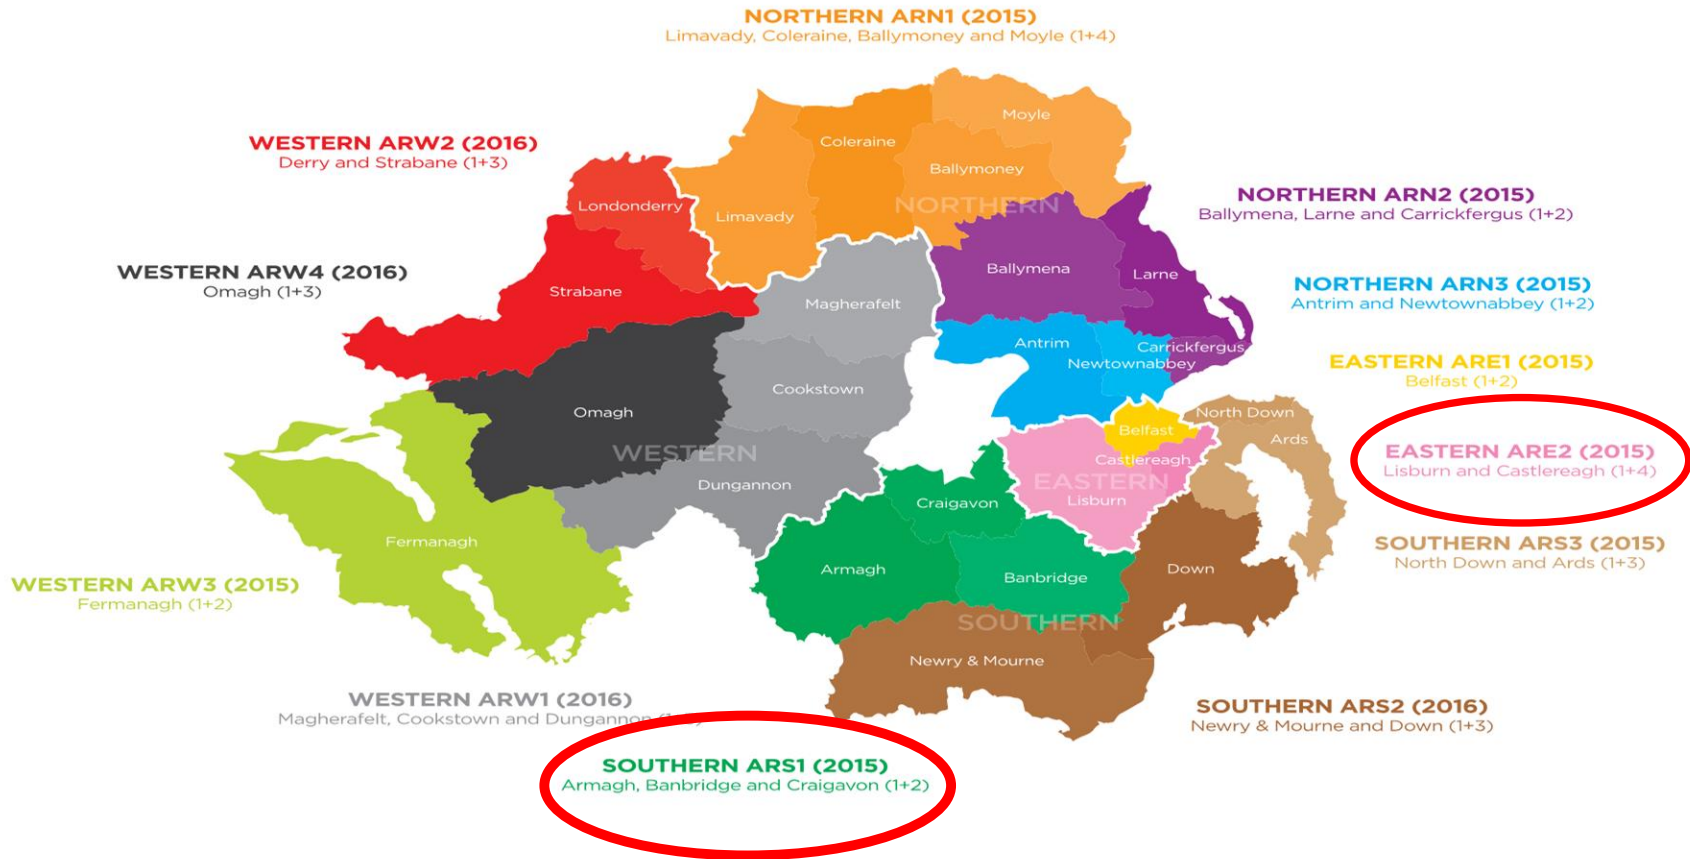 NORTHERN ARN1 (2015)
Limavady, Coleraine, Ballymoney and Moyle (1+4)
Moyle
Coleraine
WESTERN ARW2 (2016)
Derry and Strabane (1+3)
Ballymoney
NORTHERN ARN2 (2015)
Ballymena, Larne and Carrickfergus (1+2)
Londonderry
Limavady
NORTHERN
WESTERN ARW4 (2016)
Omagh (1+3)
Ballymena
Larne
NORTHERN ARN3 (2015)
Antrim and Newtownabbey (1+2)
Strabane
Magherafelt
Antrim
Carrickfergus
Newtownabbey
EASTERN ARE1 (2015)
Belfast (1+2)
Cookstown
Omagh
North Down
Belfast
Ards
WESTERN
Castlereagh
EASTERN ARE2 (2015)
Lisburn and Castlereagh (1+4)
EASTERN
Dungannon
Lisburn
Craigavon
Fermanagh
SOUTHERN ARS3 (2015)
North Down and Ards (1+3)
Armagh
Banbridge
Down
WESTERN ARW3 (2015)
Fermanagh (1+2)
SOUTHERN
Newry & Mourne
WESTERN ARW1 (2016)
Magherafelt, Cookstown and Dungannon
SOUTHERN ARS2 (2016)
Newry & Mourne and Down (1+3)
SOUTHERN ARS1 (2015)
Armagh, Banbridge and Craigavon (1+2)